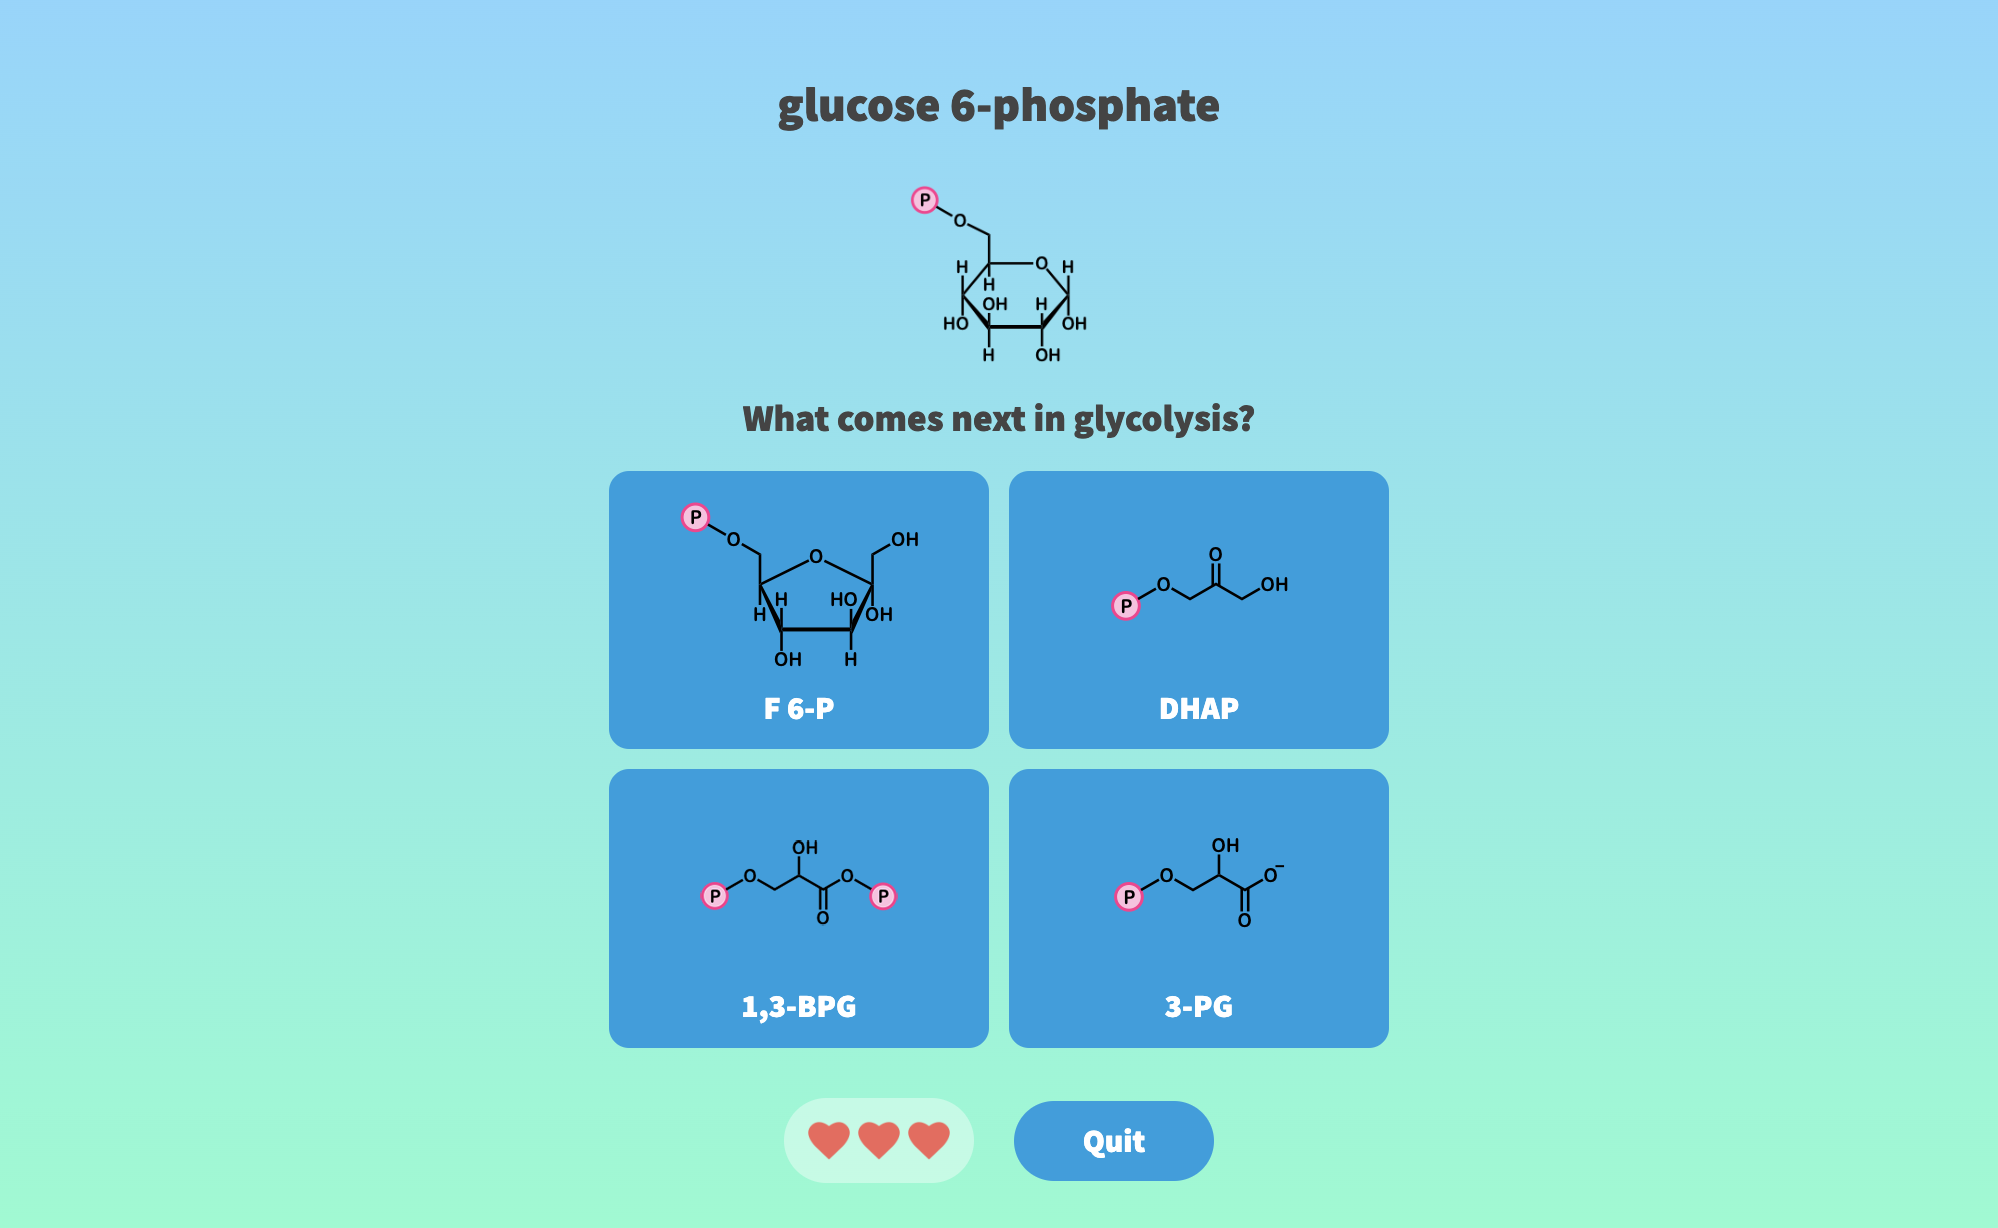 glucose 6-phosphate
P
O
H
O
H
H
OH
H
HO
OH
H
OH
What comes next in glycolysis?
P
O
OH
O
H
H
HO
OH
OH
H
F 6-P
O
O
OH
P
DHAP
OH
O
O
P
P
O
1,3-BPG
OH
O
O⁻
P
O
3-PG
Quit